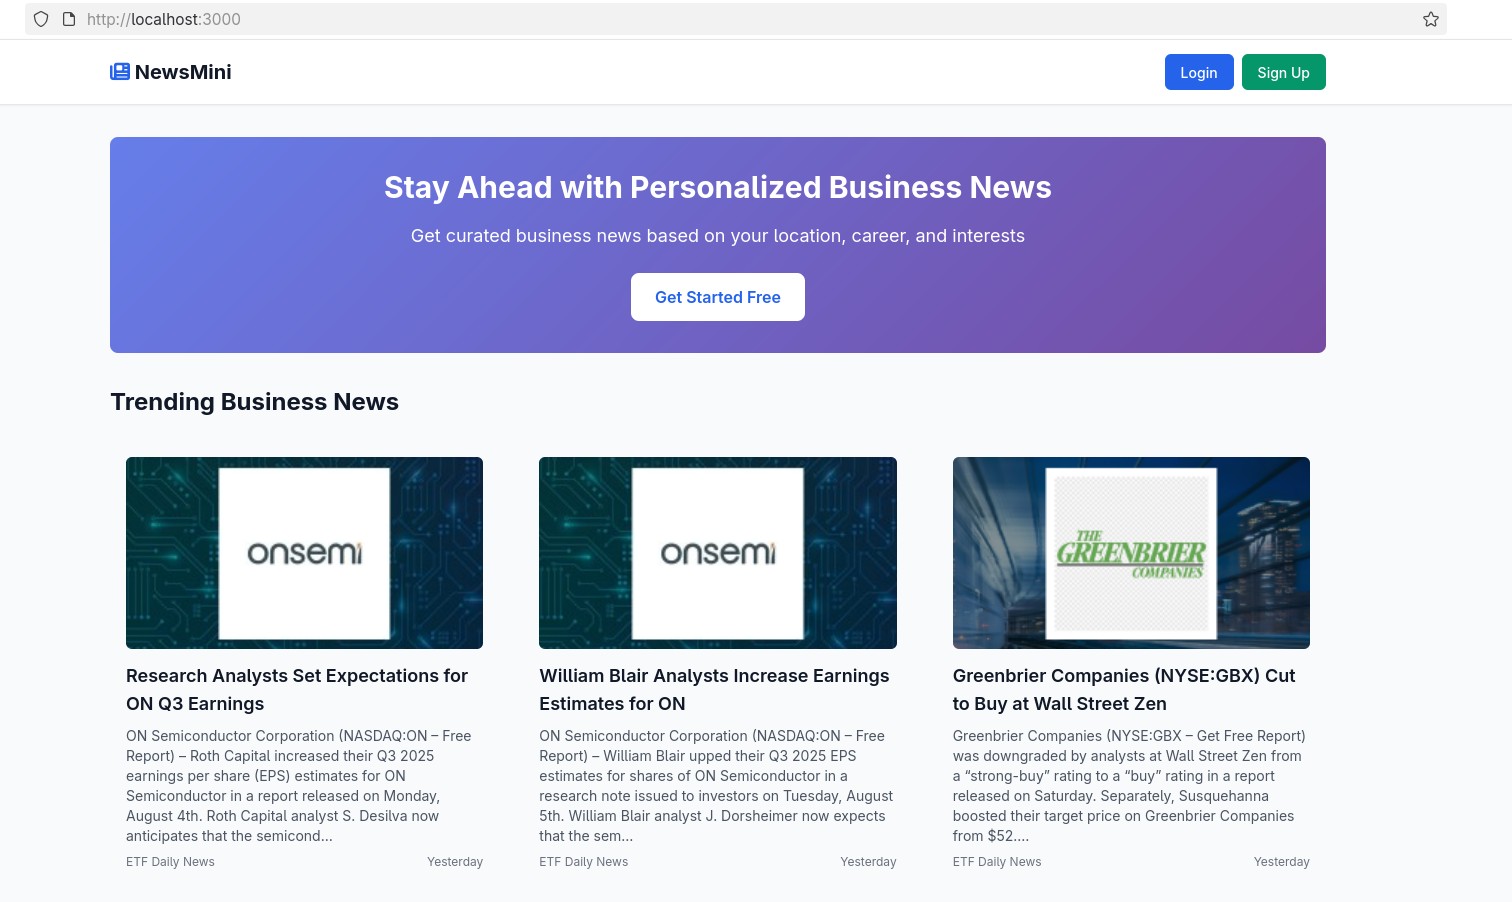 http://localhost:3000
NewsMini
Login
Sign Up
Stay Ahead with Personalized Business News
Get curated business news based on your location, career, and interests
Get Started Free
Trending Business News
onsemi
Research Analysts Set Expectations for
ON Q3 Earnings
ON Semiconductor Corporation (NASDAQ:ON – Free
Report) – Roth Capital increased their Q3 2025
earnings per share (EPS) estimates for ON
Semiconductor in a report released on Monday,
August 4th. Roth Capital analyst S. Desilva now
anticipates that the semicond...
ETF Daily News
Yesterday
onsemi
William Blair Analysts Increase Earnings
Estimates for ON
ON Semiconductor Corporation (NASDAQ:ON – Free
Report) – William Blair upped their Q3 2025 EPS
estimates for shares of ON Semiconductor in a
research note issued to investors on Tuesday, August
5th. William Blair analyst J. Dorsheimer now expects
that the sem...
ETF Daily News
Yesterday
THE
GREENBRIER
COMPANIES
Greenbrier Companies (NYSE:GBX) Cut
to Buy at Wall Street Zen
Greenbrier Companies (NYSE:GBX – Get Free Report)
was downgraded by analysts at Wall Street Zen from
a “strong-buy” rating to a “buy” rating in a report
released on Saturday. Separately, Susquehanna
boosted their target price on Greenbrier Companies
from $52....
ETF Daily News
Yesterday